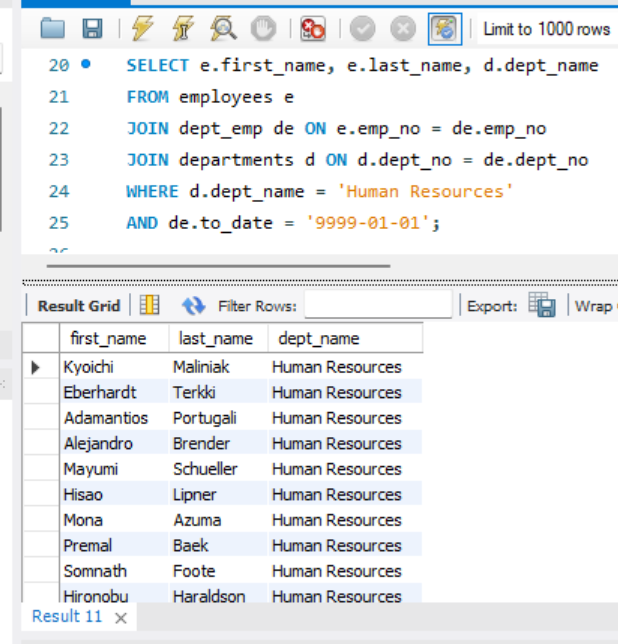 Limit to 1000 rows
20 SELECT e.first_name, e.last_name, d.dept_name
21 FROM employees e
22 JOIN dept_emp de ON e.emp_no = de.emp_no
23 JOIN departments d ON d.dept_no = de.dept_no
24 WHERE d.dept_name = 'Human Resources'
25 AND de.to_date = '9999-01-01';
Result Grid Filter Rows: Export: Wrap
first_name last_name dept_name
Kyoichi Maliniak Human Resources
Eberhardt Terkki Human Resources
Adamantios Portugali Human Resources
Alejandro Brender Human Resources
Mayumi Schueller Human Resources
Hisao Lipner Human Resources
Mona Azuma Human Resources
Premal Baek Human Resources
Somnath Foote Human Resources
Hironobu Haraldson Human Resources
Result 11